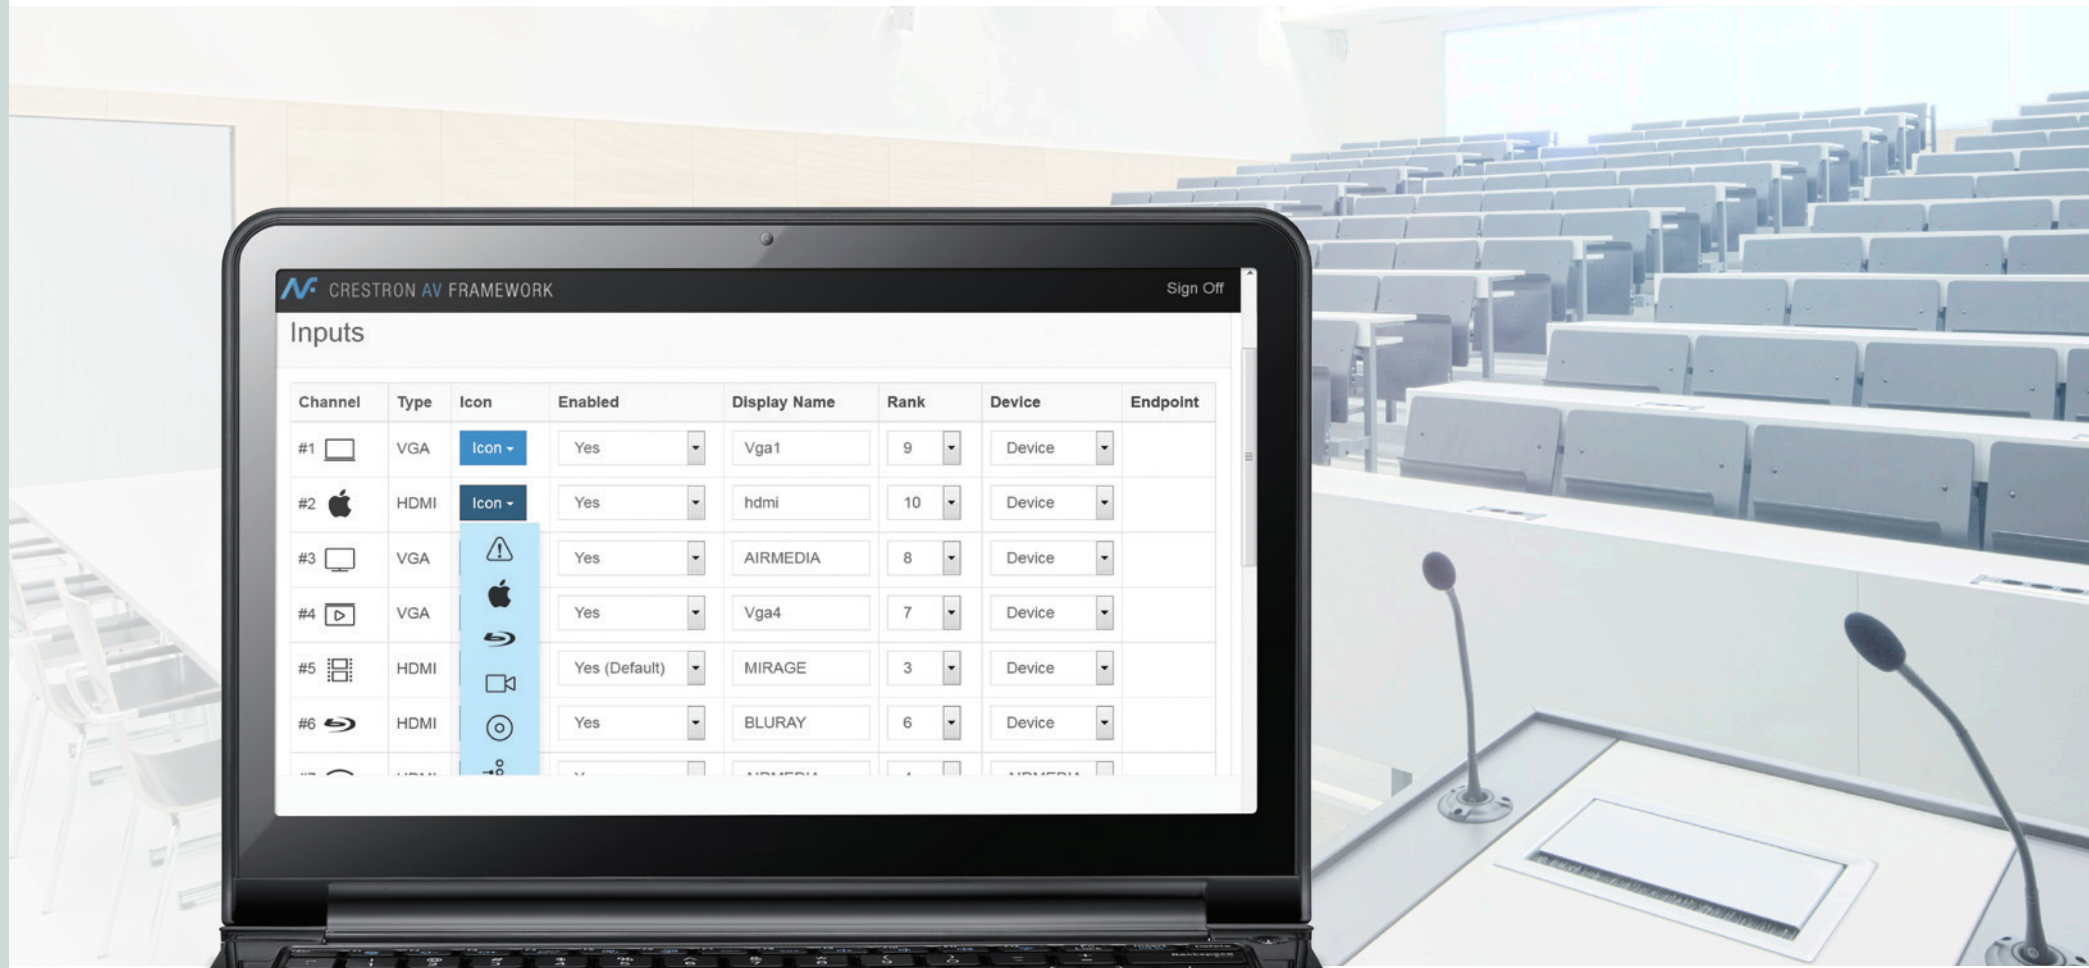 CRESTRON AV FRAMEWORK Sign Off
Inputs
Channel Type Icon Enabled Display Name Rank Device Endpoint
#1 VGA Icon Yes Vga1 9 Device
#2 HDMI Icon Yes hdmi 10 Device
#3 VGA Yes AIRMEDIA 8 Device
#4 VGA Yes Vga4 7 Device
#5 HDMI Yes (Default) MIRAGE 3 Device
#6 HDMI Yes BLURAY 6 Device
Backspace